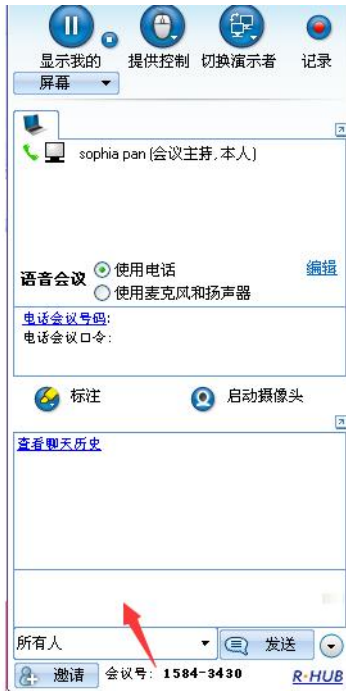 显示我的 提供控制 切换演示者 记录
屏幕
sophia pan (会议主持, 本人)
语音会议 使用电话 编辑
使用麦克风和扬声器
电话会议号码:
电话会议口令:
标注 启动摄像头
查看聊天历史
所有人 发送
邀请 会议号: 1584-3430 R-HUB